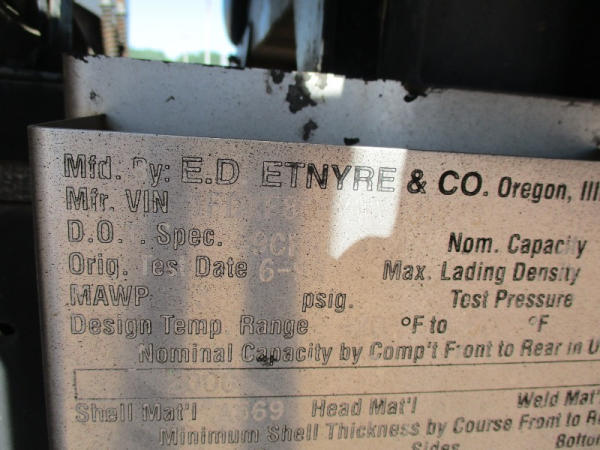 Mfd. By: E.D ETNYRE & CO. Oregon, Ill.
Mfr. VIN
D.O.T. Spec. Nom. Capacity
Orig. Test Date 6- Max. Lading Density
MAWP psig. Test Pressure
Design Temp. Range °F to °F
Nominal Capacity by Comp't Front to Rear in U
Shell Mat'l Head Mat'l Weld Mat'
Minimum Shell Thickness by Course Front to Re
Sides Bottom